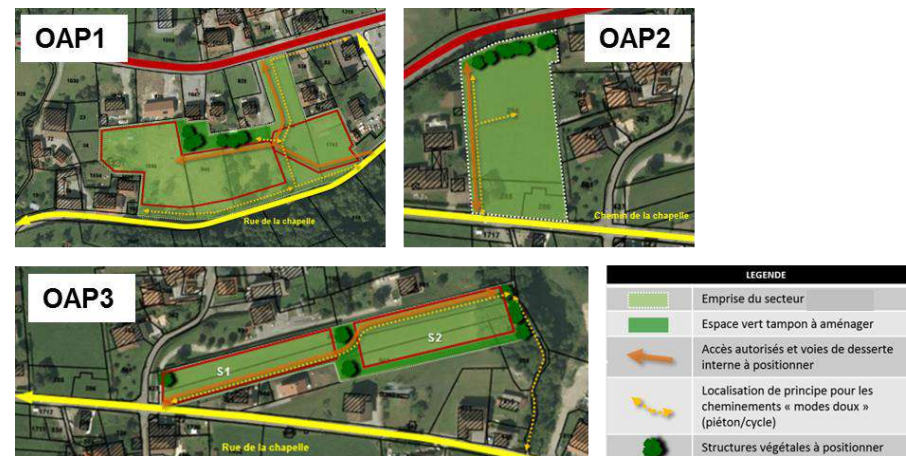 OAP1
OAP2
Rue de la chapelle
Chemin de la chapelle
1717
OAP3
S1
S2
Rue de la chapelle
LEGENDE
Emprise du secteur
Espace vert tampon à aménager
Accès autorisés et voies de desserte
interne à positionner
Localisation de principe pour les
cheminements « modes doux »
(piéton/cycle)
Structures végétales à positionner